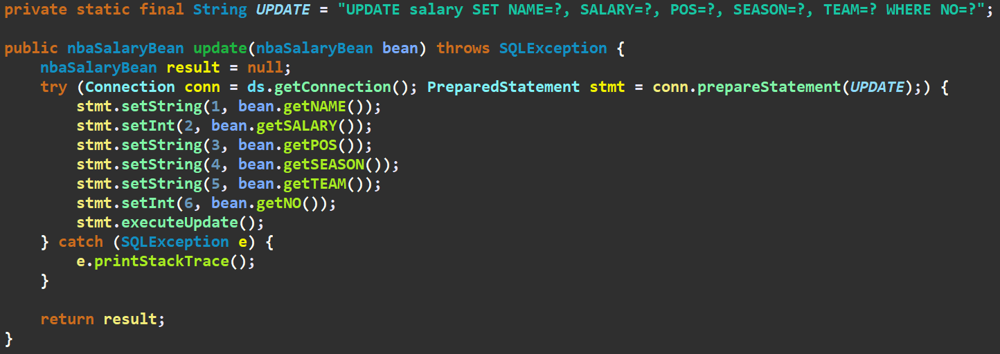 private static final String UPDATE = "UPDATE salary SET NAME=?, SALARY=?, POS=?, SEASON=?, TEAM=? WHERE NO=?";
public nbaSalaryBean update(nbaSalaryBean bean) throws SQLException {
    nbaSalaryBean result = null;
    try (Connection conn = ds.getConnection(); PreparedStatement stmt = conn.prepareStatement(UPDATE);) {
        stmt.setString(1, bean.getNAME());
        stmt.setInt(2, bean.getSALARY());
        stmt.setString(3, bean.getPOS());
        stmt.setString(4, bean.getSEASON());
        stmt.setString(5, bean.getTEAM());
        stmt.setInt(6, bean.getNO());
        stmt.executeUpdate();
    } catch (SQLException e) {
        e.printStackTrace();
    }
    return result;
}